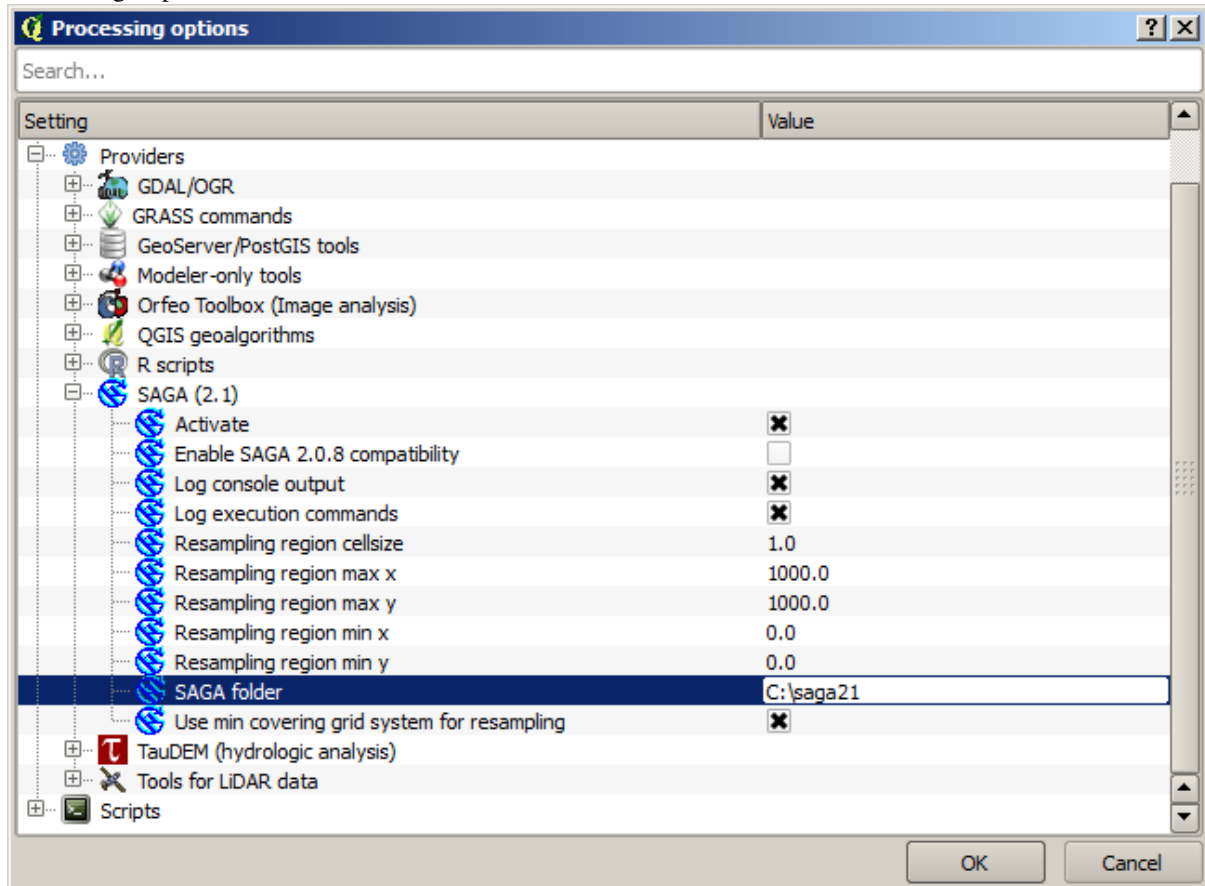 Processing options
Search...
Setting Value
Providers
GDAL/OGR
GRASS commands
GeoServer/PostGIS tools
Modeler-only tools
Orfeo Toolbox (Image analysis)
QGIS geoalgorithms
R scripts
SAGA (2.1)
Activate
Enable SAGA 2.0.8 compatibility
Log console output
Log execution commands
Resampling region cellsize 1.0
Resampling region max x 1000.0
Resampling region max y 1000.0
Resampling region min x 0.0
Resampling region min y 0.0
SAGA folder C:\saga21
Use min covering grid system for resampling
TauDEM (hydrologic analysis)
Tools for LiDAR data
Scripts
OK Cancel